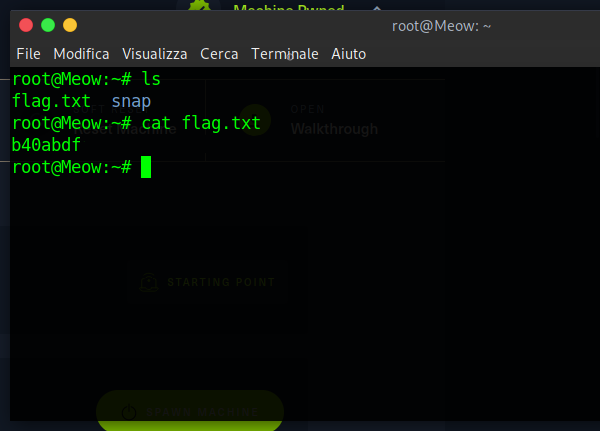 Machine Pwned
root@Meow: ~
File Modifica Visualizza Cerca Terminale Aiuto
root@Meow:~# ls
flag.txt snap
root@Meow:~# cat flag.txt
b40abdf
root@Meow:~#
OPEN
Walkthrough
STARTING POINT
SPAWN MACHINE